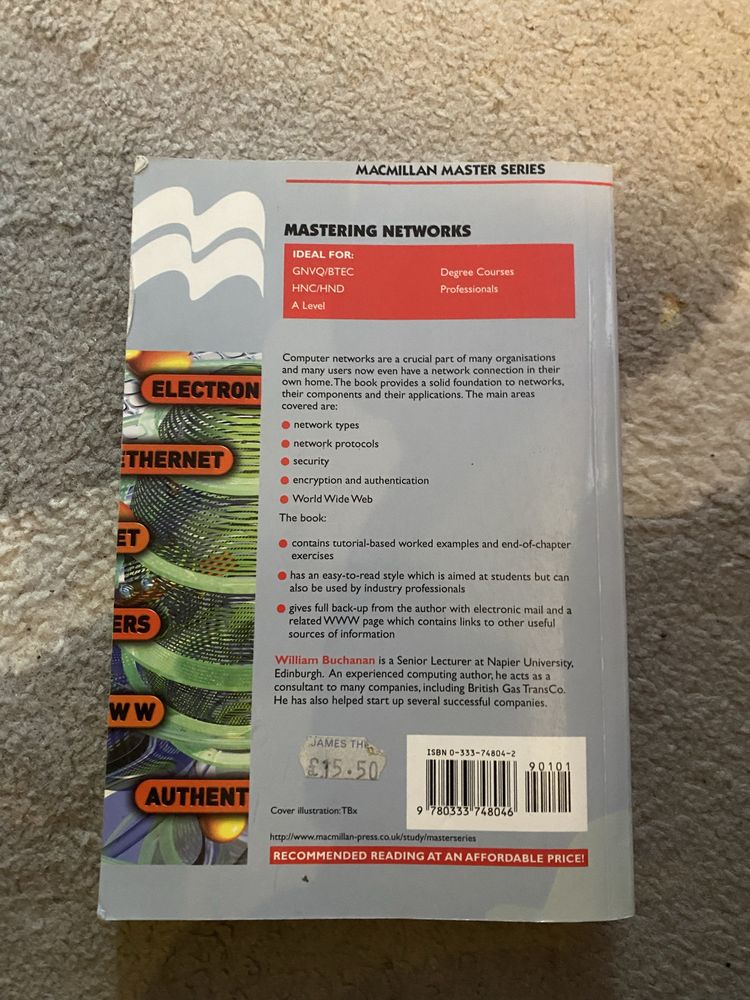 MACMILLAN MASTER SERIES
MASTERING NETWORKS
IDEAL FOR:
GNVQ/BTEC
HNC/HND
A Level
Degree Courses
Professionals
Computer networks are a crucial part of many organisations
and many users now even have a network connection in their
own home. The book provides a solid foundation to networks,
their components and their applications. The main areas
covered are:
network types
network protocols
security
encryption and authentication
World Wide Web
The book:
contains tutorial-based worked examples and end-of-chapter
exercises
has an easy-to-read style which is aimed at students but can
also be used by industry professionals
gives full back-up from the author with electronic mail and a
related WWW page which contains links to other useful
sources of information
William Buchanan is a Senior Lecturer at Napier University,
Edinburgh. An experienced computing author, he acts as a
consultant to many companies, including British Gas TransCo.
He has also helped start up several successful companies.
ELECTRON
ETHERNET
ET
ERS
WW
AUTHENT
JAMES THI
£15.50
ISBN 0-333-74804-2
90101
9 780333 748046
Cover illustration: TBx
http://www.macmillan-press.co.uk/study/masterseries
RECOMMENDED READING AT AN AFFORDABLE PRICE!